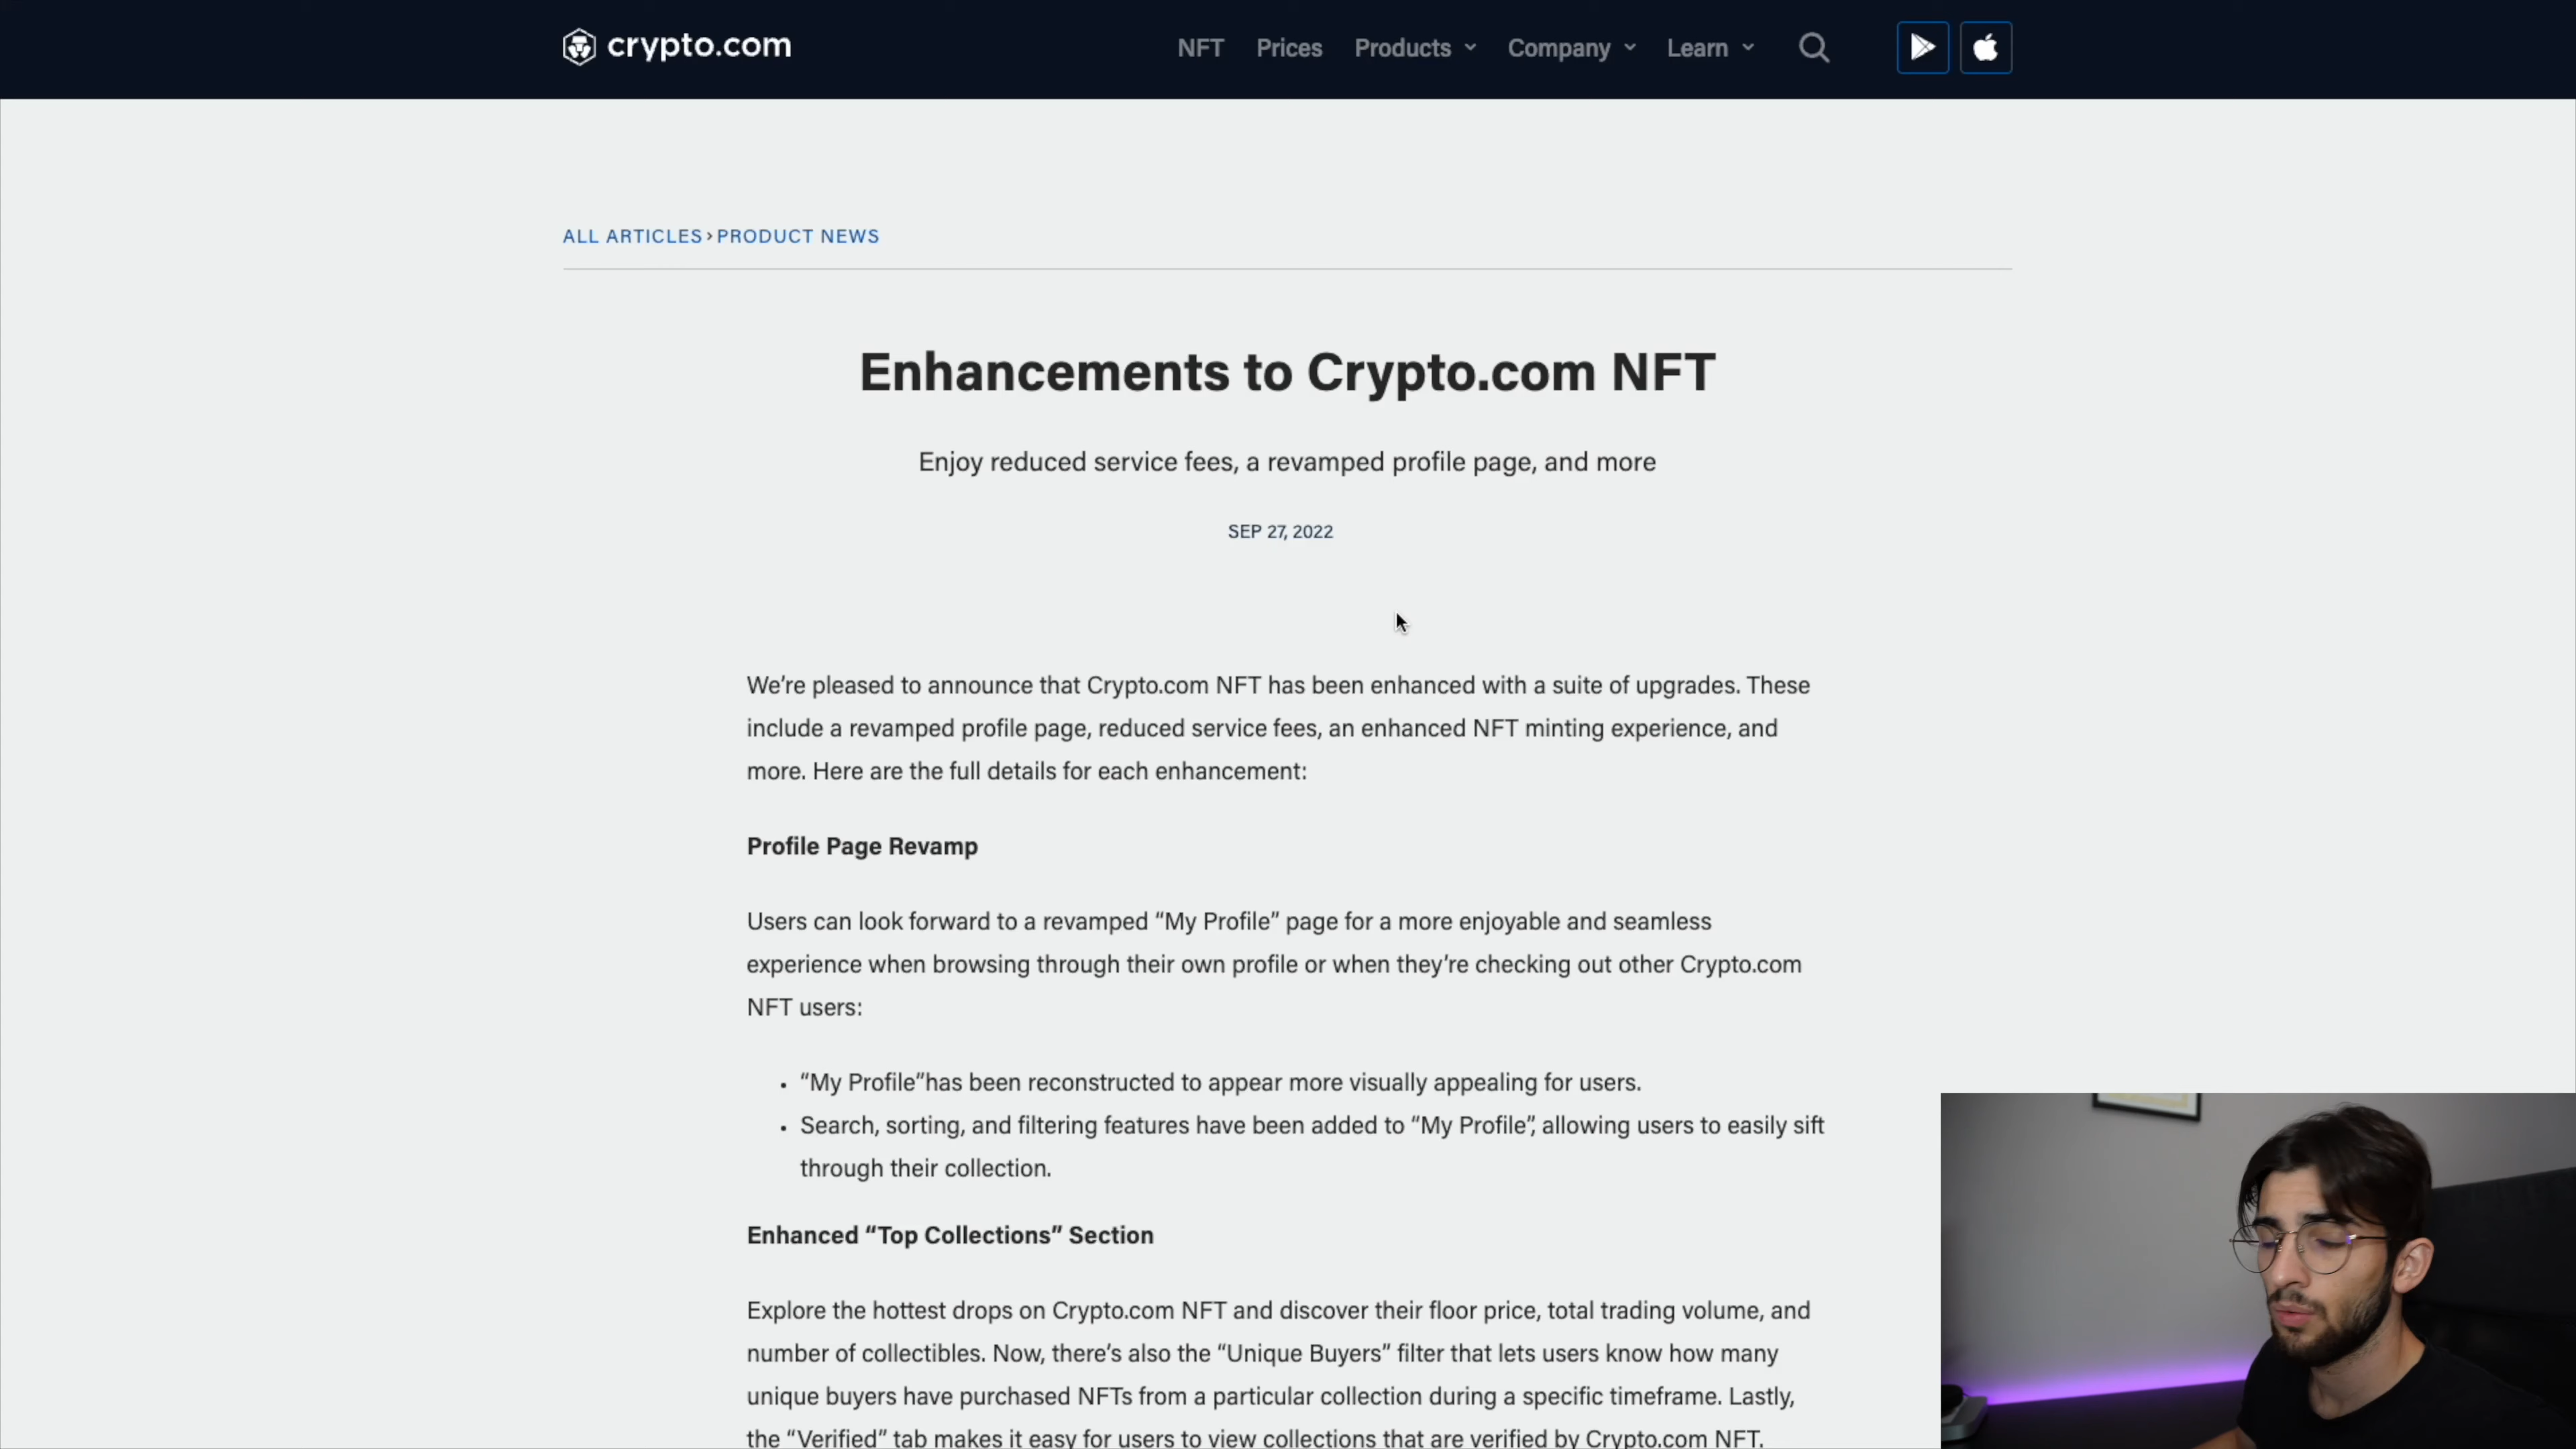 crypto.com
NFT Prices Products Company Learn
ALL ARTICLES › PRODUCT NEWS
Enhancements to Crypto.com NFT
Enjoy reduced service fees, a revamped profile page, and more
SEP 27, 2022
We’re pleased to announce that Crypto.com NFT has been enhanced with a suite of upgrades. These
include a revamped profile page, reduced service fees, an enhanced NFT minting experience, and
more. Here are the full details for each enhancement:
Profile Page Revamp
Users can look forward to a revamped “My Profile” page for a more enjoyable and seamless
experience when browsing through their own profile or when they’re checking out other Crypto.com
NFT users:
• “My Profile”has been reconstructed to appear more visually appealing for users.
• Search, sorting, and filtering features have been added to “My Profile”, allowing users to easily sift
through their collection.
Enhanced “Top Collections” Section
Explore the hottest drops on Crypto.com NFT and discover their floor price, total trading volume, and
number of collectibles. Now, there’s also the “Unique Buyers” filter that lets users know how many
unique buyers have purchased NFTs from a particular collection during a specific timeframe. Lastly,
the “Verified” tab makes it easy for users to view collections that are verified by Crypto.com NFT.